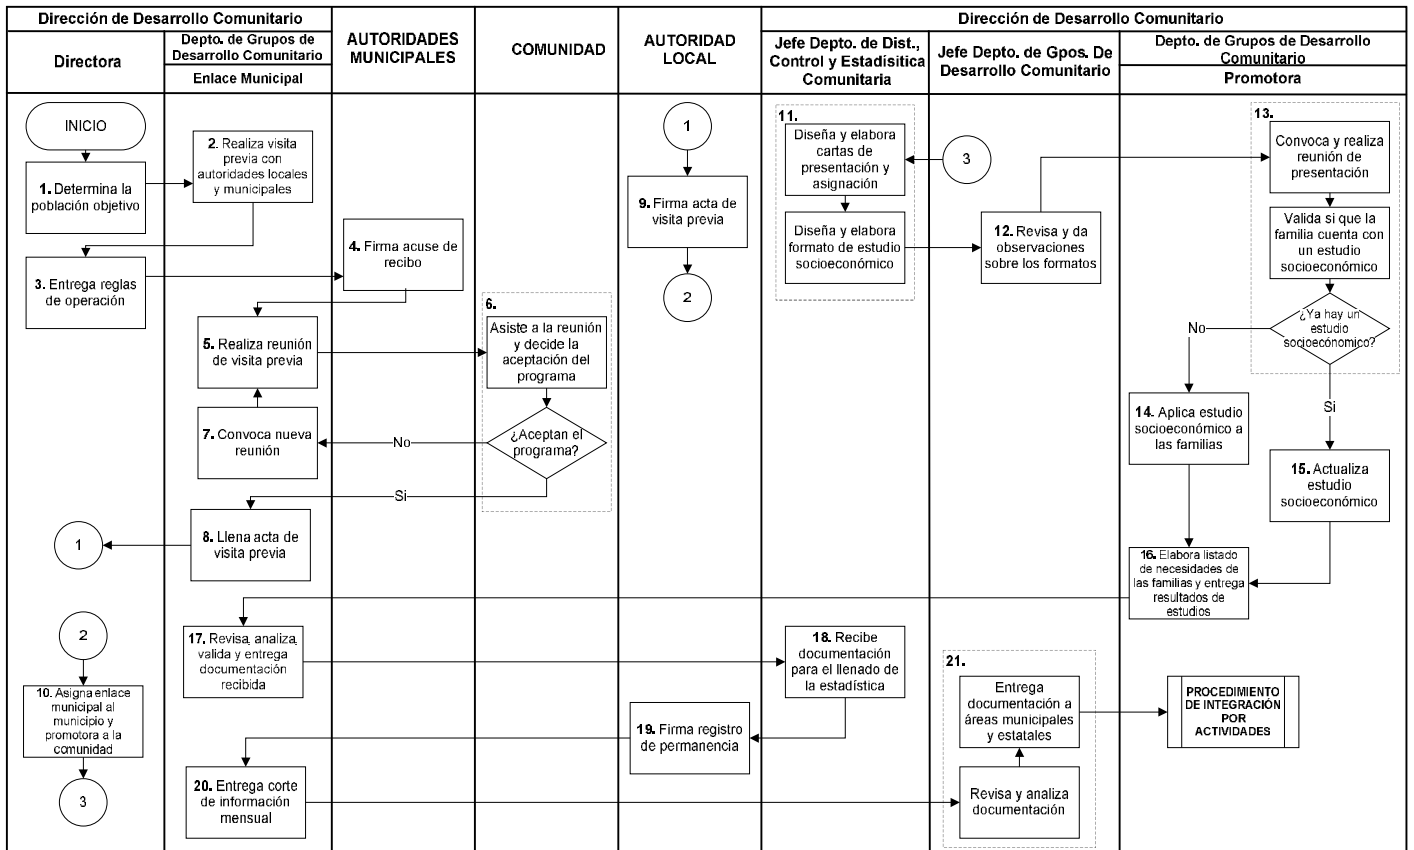 Dirección de Desarrollo Comunitario
Directora
Depto. de Grupos de
Desarrollo Comunitario
Enlace Municipal
AUTORIDADES
MUNICIPALES
COMUNIDAD
AUTORIDAD
LOCAL
Dirección de Desarrollo Comunitario
Jefe Depto. de Dist.,
Control y Estadísitica
Comunitaria
Jefe Depto. de Gpos. De
Desarrollo Comunitario
Depto. de Grupos de Desarrollo
Comunitario
Promotora
INICIO
1. Determina la
población objetivo
2. Realiza visita
previa con
autoridades locales
y municipales
3. Entrega reglas
de operación
4. Firma acuse de
recibo
5. Realiza reunión
de visita previa
6.
Asiste a la reunión
y decide la
aceptación del
programa
¿Aceptan el
programa?
No
Si
7. Convoca nueva
reunión
8. Llena acta de
visita previa
1
1
9. Firma acta de
visita previa
2
2
10. Asigna enlace
municipal al
municipio y
promotora a la
comunidad
3
3
11.
Diseña y elabora
cartas de
presentación y
asignación
Diseña y elabora
formato de estudio
socioeconómico
12. Revisa y da
observaciones
sobre los formatos
13.
Convoca y realiza
reunión de
presentación
Valida si que la
familia cuenta con
un estudio
socioeconómico
¿Ya hay un
estudio
socioecónomico?
No
Si
14. Aplica estudio
socioeconómico a
las familias
15. Actualiza
estudio
socioeconómico
16. Elabora listado
de necesidades de
las familias y entrega
resultados de
estudios
17. Revisa, analiza,
valida y entrega
documentación
recibida
18. Recibe
documentación
para el llenado de
la estadística
19. Firma registro
de permanencia
20. Entrega corte
de información
mensual
21.
Entrega
documentación a
áreas municipales
y estatales
Revisa y analiza
documentación
PROCEDIMIENTO
DE INTEGRACIÓN
POR
ACTIVIDADES